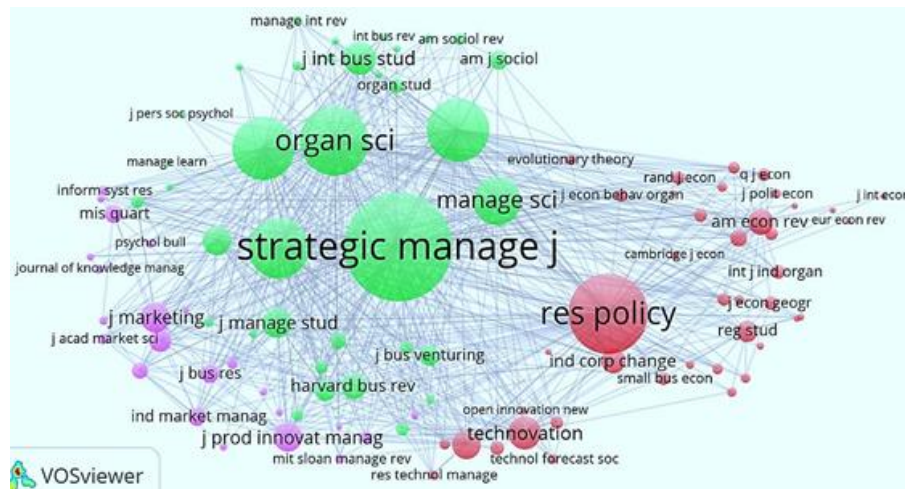 manage int rev
int bus rev
am sociol rev
j int bus stud
am j sociol
organ stud
j pers soc psychol
organ sci
manage learn
evolutionary theory
rand j econ
q j econ
inform syst res
manage sci
j econ behav organ
j polit econ
j int econ
mis quart
am econ rev
eur econ rev
psychol bull
strategic manage j
cambridge j econ
journal of knowledge manag
int j ind organ
j econ geogr
j marketing
j manage stud
res policy
reg stud
j acad market sci
j bus venturing
ind corp change
j bus res
harvard bus rev
small bus econ
ind market manag
open innovation new
j prod innovat manag
technovation
mit sloan manage rev
technol forecast soc
res technol manage
VOSviewer